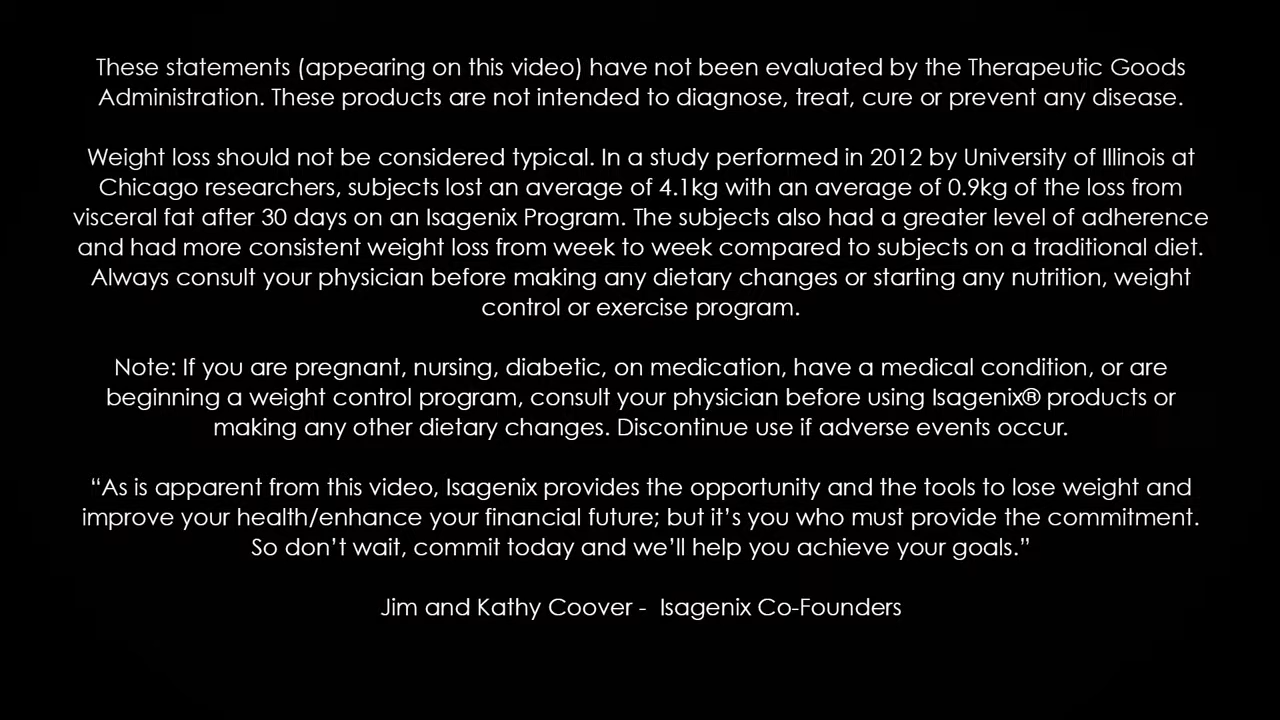 These statements (appearing on this video) have not been evaluated by the Therapeutic Goods
Administration. These products are not intended to diagnose, treat, cure or prevent any disease.
Weight loss should not be considered typical. In a study performed in 2012 by University of Illinois at
Chicago researchers, subjects lost an average of 4.1kg with an average of 0.9kg of the loss from
visceral fat after 30 days on an Isagenix Program. The subjects also had a greater level of adherence
and had more consistent weight loss from week to week compared to subjects on a traditional diet.
Always consult your physician before making any dietary changes or starting any nutrition, weight
control or exercise program.
Note: If you are pregnant, nursing, diabetic, on medication, have a medical condition, or are
beginning a weight control program, consult your physician before using Isagenix® products or
making any other dietary changes. Discontinue use if adverse events occur.
“As is apparent from this video, Isagenix provides the opportunity and the tools to lose weight and
improve your health/enhance your financial future; but it’s you who must provide the commitment.
So don’t wait, commit today and we’ll help you achieve your goals.”
Jim and Kathy Coover - Isagenix Co-Founders